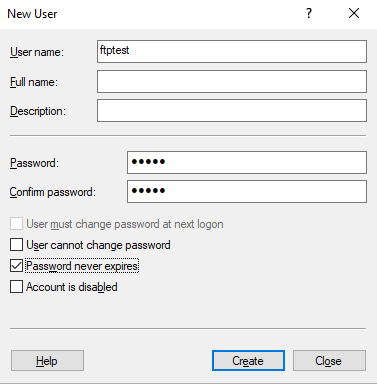 New User
?
User name:
ftptest
Full name:
Description:
Password:
●●●●●
Confirm password:
●●●●●
User must change password at next logon
User cannot change password
Password never expires
Account is disabled
Help
Create
Close